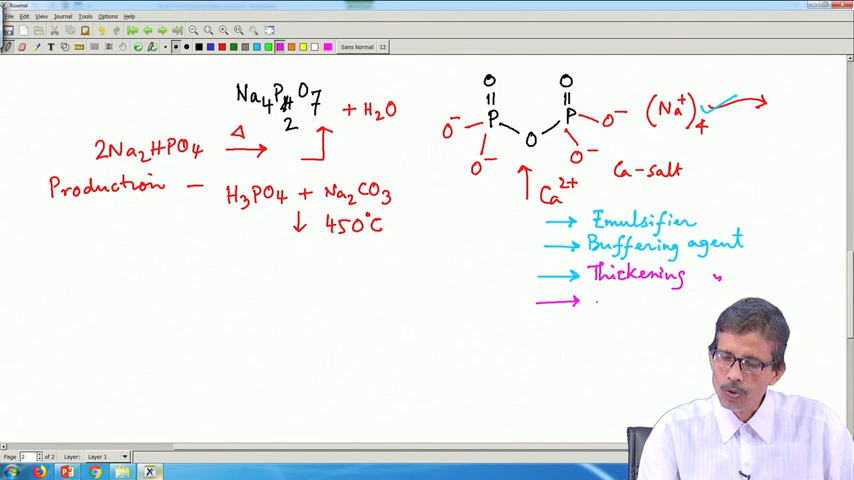 Xournal
File Edit View Journal Tools Options Help
Sans Normal 12
Na4P2O7 + H2O
2Na2HPO4 Δ →
Production – H3PO4 + Na2CO3
↓ 450°C
O O
|| ||
O⁻ P O P O⁻ (Na⁺)4
O⁻ O⁻
Ca²⁺ Ca-salt
→ Emulsifier
→ Buffering agent
→ Thickening "
→
Page 2 of 2 Layer: Layer 1